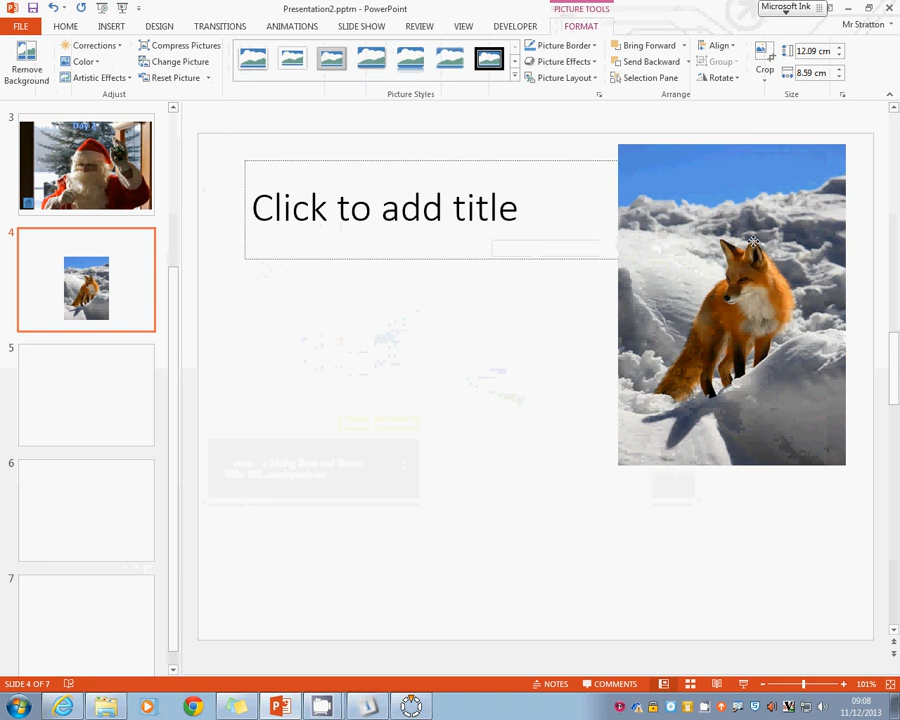 Presentation2.pptm - PowerPoint
PICTURE TOOLS
Microsoft Ink
FILE HOME INSERT DESIGN TRANSITIONS ANIMATIONS SLIDE SHOW REVIEW VIEW DEVELOPER FORMAT
Mr Stratton
Remove
Background
Corrections
Color
Artistic Effects
Compress Pictures
Change Picture
Reset Picture
Adjust
Picture Styles
Picture Border
Picture Effects
Picture Layout
Bring Forward
Send Backward
Selection Pane
Align
Group
Rotate
Arrange
Crop
12.09 cm
8.59 cm
Size
3
4
5
6
7
Click to add title
SLIDE 4 OF 7
NOTES
COMMENTS
101%
09:08
11/12/2013